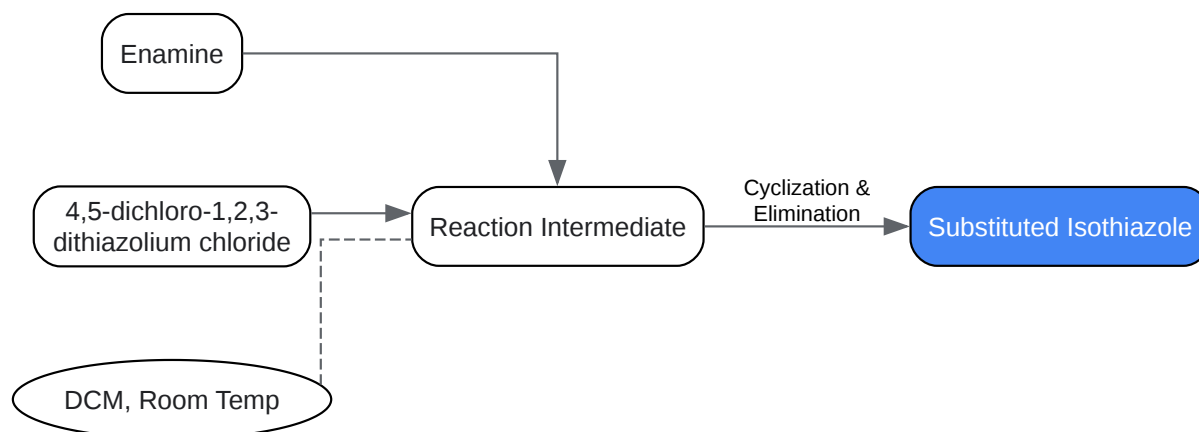 Enamine
4,5-dichloro-1,2,3-
dithiazolium chloride
Reaction Intermediate
Cyclization &
Elimination
Substituted Isothiazole
DCM, Room Temp